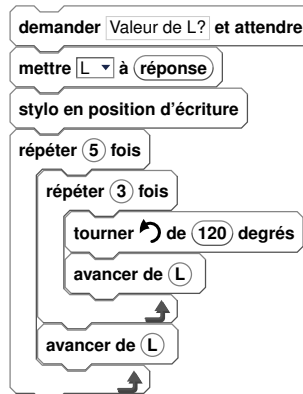 demander Valeur de L? et attendre
mettre L à réponse
stylo en position d'écriture
répéter 5 fois
répéter 3 fois
tourner de 120 degrés
avancer de L
avancer de L